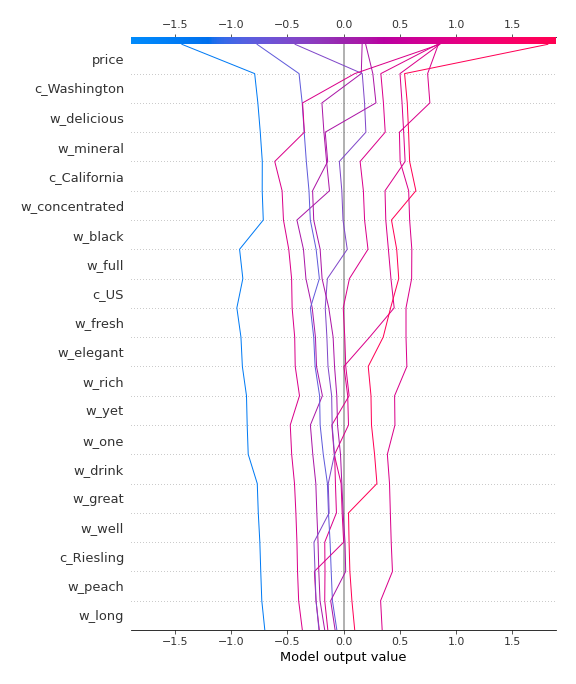 −1.5 −1.0 −0.5 0.0 0.5 1.0 1.5
price
c_Washington
w_delicious
w_mineral
c_California
w_concentrated
w_black
w_full
c_US
w_fresh
w_elegant
w_rich
w_yet
w_one
w_drink
w_great
w_well
c_Riesling
w_peach
w_long
−1.5 −1.0 −0.5 0.0 0.5 1.0 1.5
Model output value